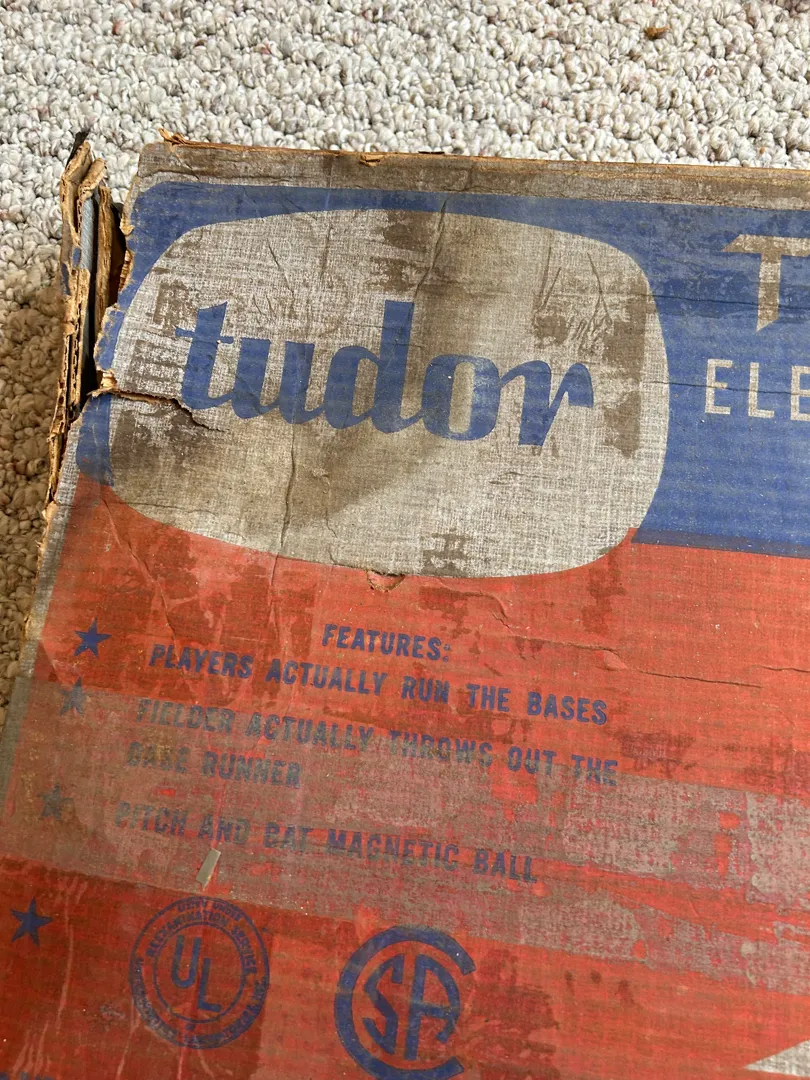 tudor
T
ELE
FEATURES:
PLAYERS ACTUALLY RUN THE BASES
FIELDER ACTUALLY THROWS OUT THE
BASE RUNNER
PITCH AND BAT MAGNETIC BALL
UL
CSA